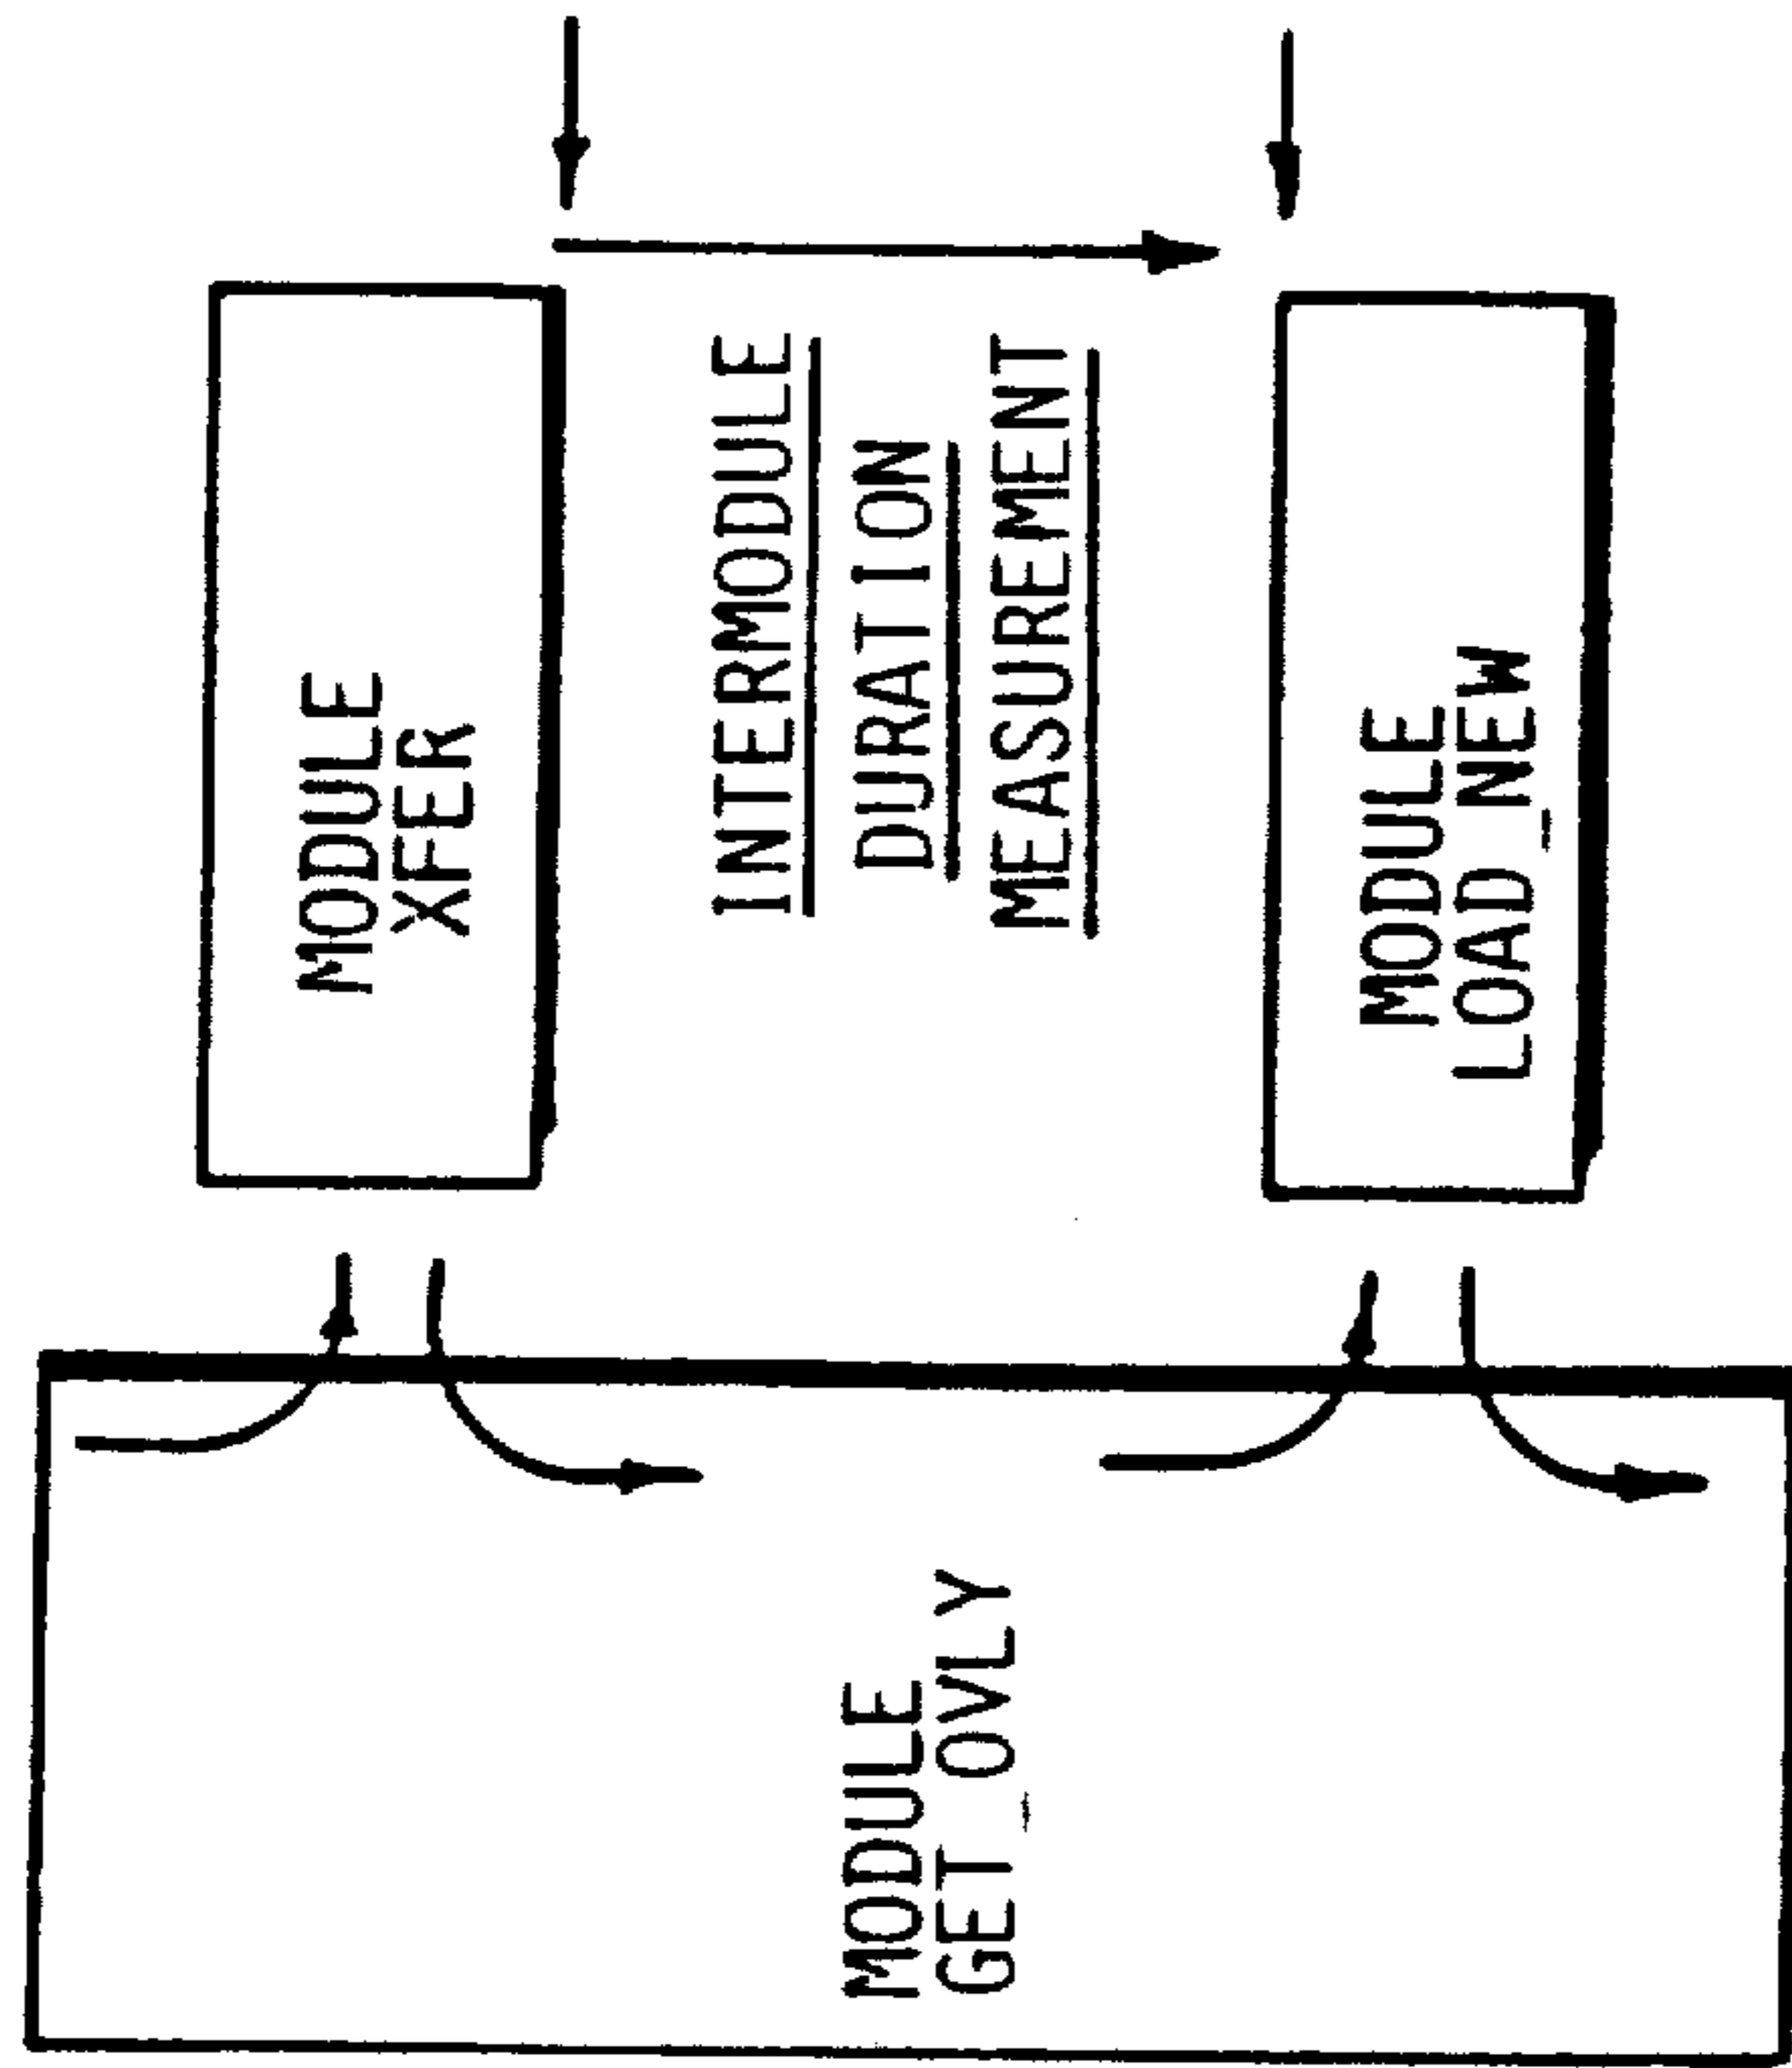 MODULE
XFER
INTERMODULE
DURATION
MEASUREMENT
MODULE
LOAD_NEW
MODULE
GET_OVLY